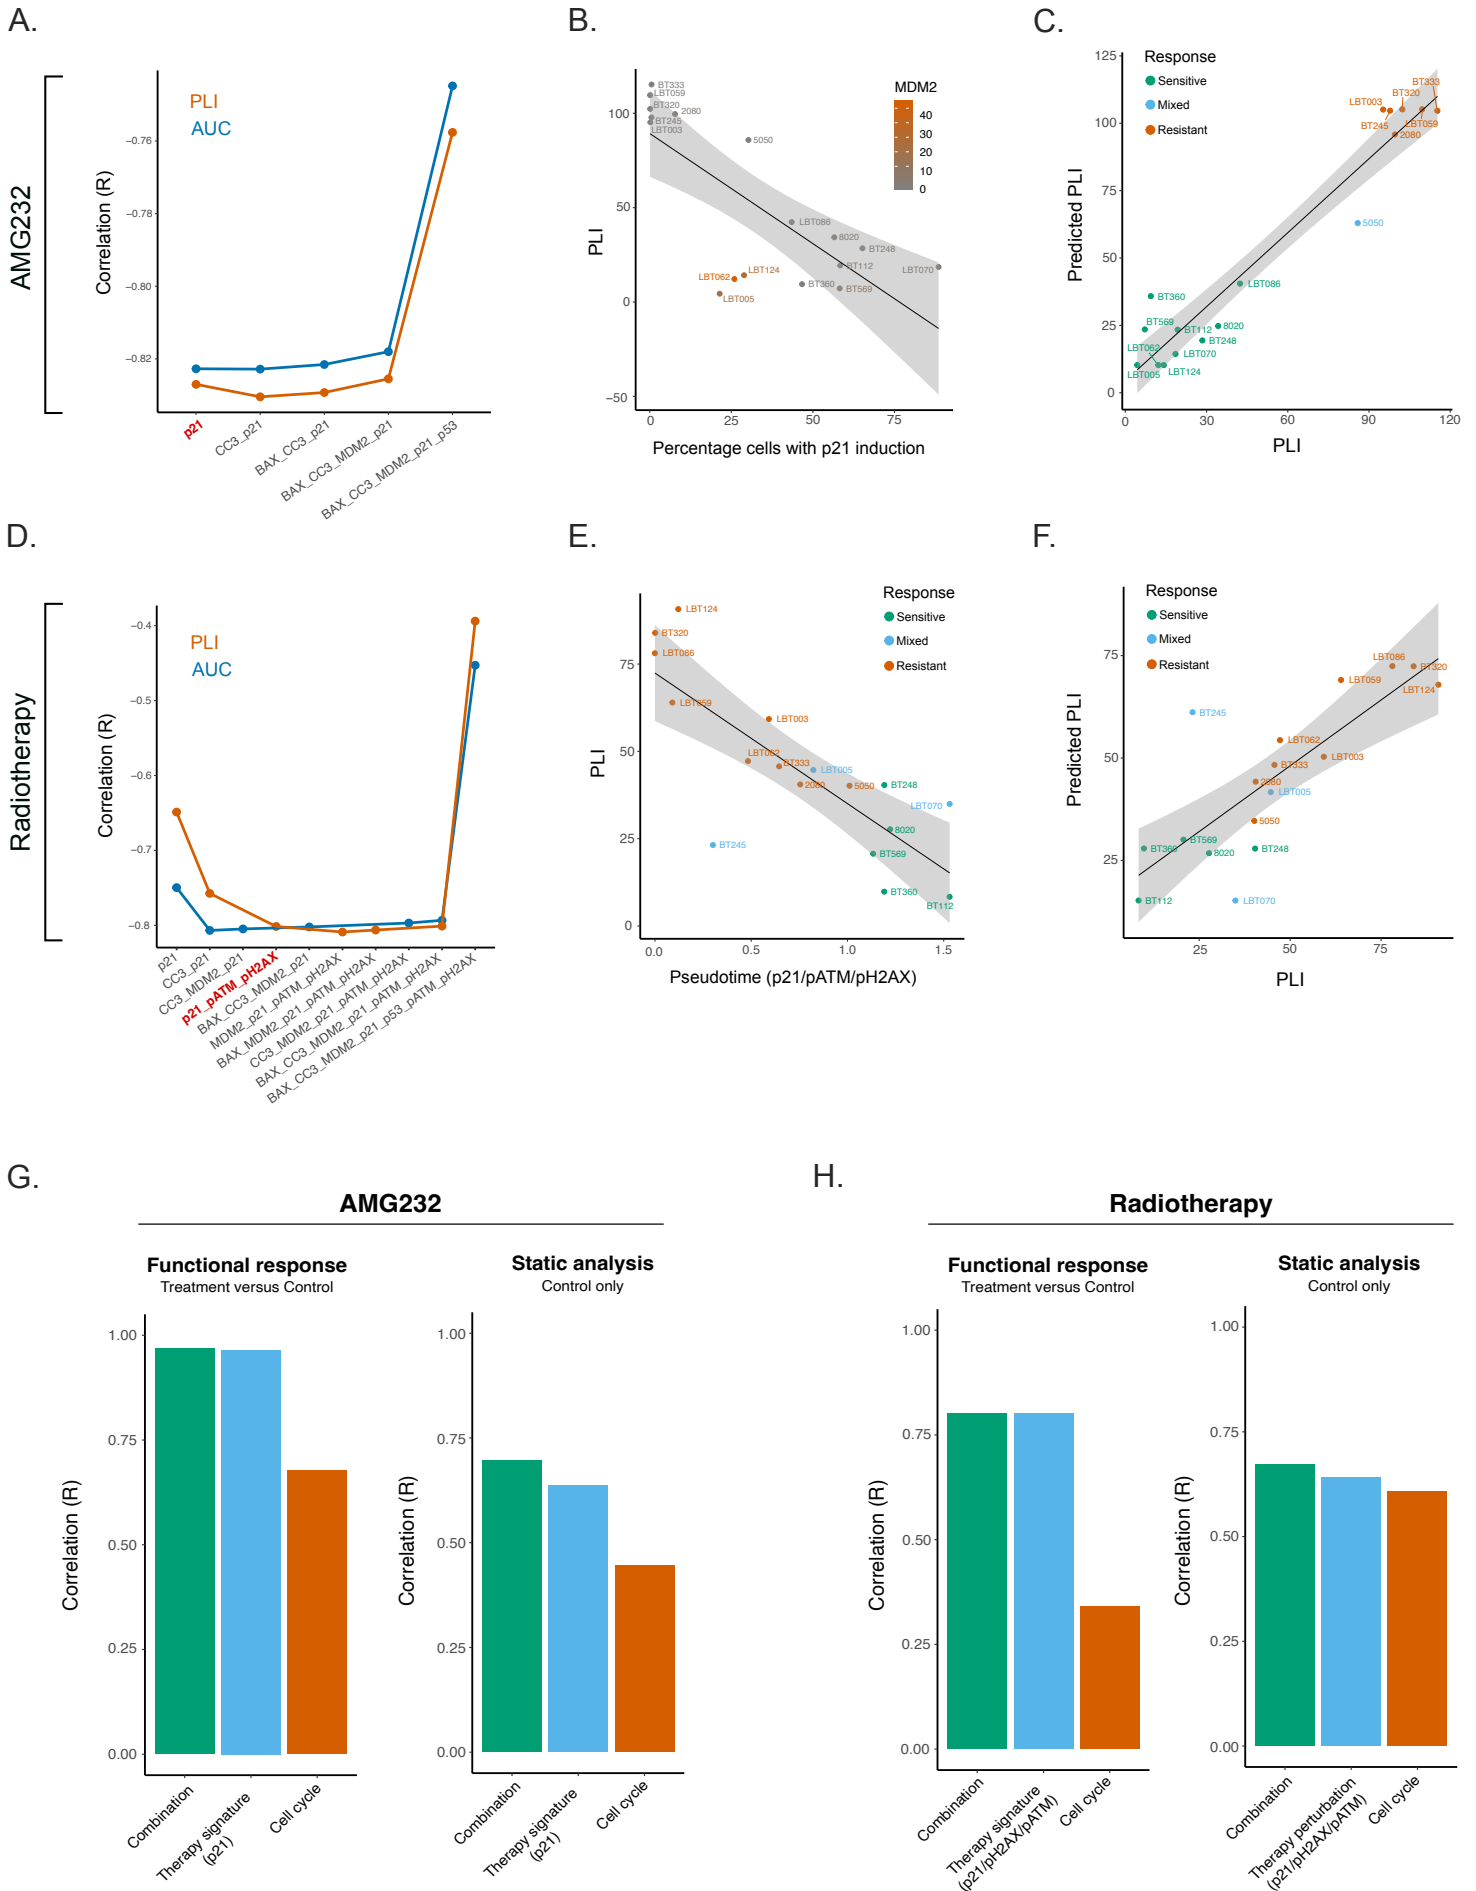 A.
AMG232
PLI
AUC
Correlation (R)
−0.76
−0.78
−0.80
−0.82
p21
CC3_p21
BAX_CC3_p21
BAX_CC3_MDM2_p21
BAX_CC3_MDM2_p21_p53
B.
PLI
100
50
0
−50
BT333
LBT059
BT320
2080
BT245
LBT003
5050
LBT086
8020
BT248
BT112
LBT070
LBT062
LBT124
BT360
BT569
LBT005
MDM2
40
30
20
10
0
0
25
50
75
Percentage cells with p21 induction
C.
Predicted PLI
125
100
75
50
25
0
Response
Sensitive
Mixed
Resistant
BT333
BT320
LBT003
BT245
LBT059
2080
5050
LBT086
BT360
BT569
BT112
8020
BT248
LBT062
LBT070
LBT005
LBT124
0
30
60
90
120
PLI
D.
Radiotherapy
PLI
AUC
Correlation (R)
−0.4
−0.5
−0.6
−0.7
−0.8
p21
CC3_p21
CC3_MDM2_p21
p21_pATM_pH2AX
BAX_CC3_MDM2_p21
MDM2_p21_pATM_pH2AX
BAX_MDM2_p21_pATM_pH2AX
CC3_MDM2_p21_pATM_pH2AX
BAX_CC3_MDM2_p21_pATM_pH2AX
BAX_CC3_MDM2_p21_p53_pATM_pH2AX
E.
PLI
75
50
25
0
Response
Sensitive
Mixed
Resistant
LBT124
BT320
LBT086
LBT059
LBT003
LBT062
BT333
LBT005
2080
5050
BT248
LBT070
8020
BT245
BT569
BT360
BT112
0.0
0.5
1.0
1.5
Pseudotime (p21/pATM/pH2AX)
F.
Predicted PLI
75
50
25
Response
Sensitive
Mixed
Resistant
LBT086
BT320
LBT059
LBT124
BT245
LBT062
LBT003
BT333
2080
LBT005
5050
BT569
BT360
8020
BT248
BT112
LBT070
25
50
75
PLI
G.
AMG232
Functional response
Treatment versus Control
Correlation (R)
1.00
0.75
0.50
0.25
0.00
Combination
Therapy signature
(p21)
Cell cycle
Static analysis
Control only
Correlation (R)
1.00
0.75
0.50
0.25
0.00
Combination
Therapy signature
(p21)
Cell cycle
H.
Radiotherapy
Functional response
Treatment versus Control
Correlation (R)
1.00
0.75
0.50
0.25
0.00
Combination
Therapy signature
(p21/pH2AX/pATM)
Cell cycle
Static analysis
Control only
Correlation (R)
1.00
0.75
0.50
0.25
0.00
Combination
Therapy perturbation
(p21/pH2AX/pATM)
Cell cycle